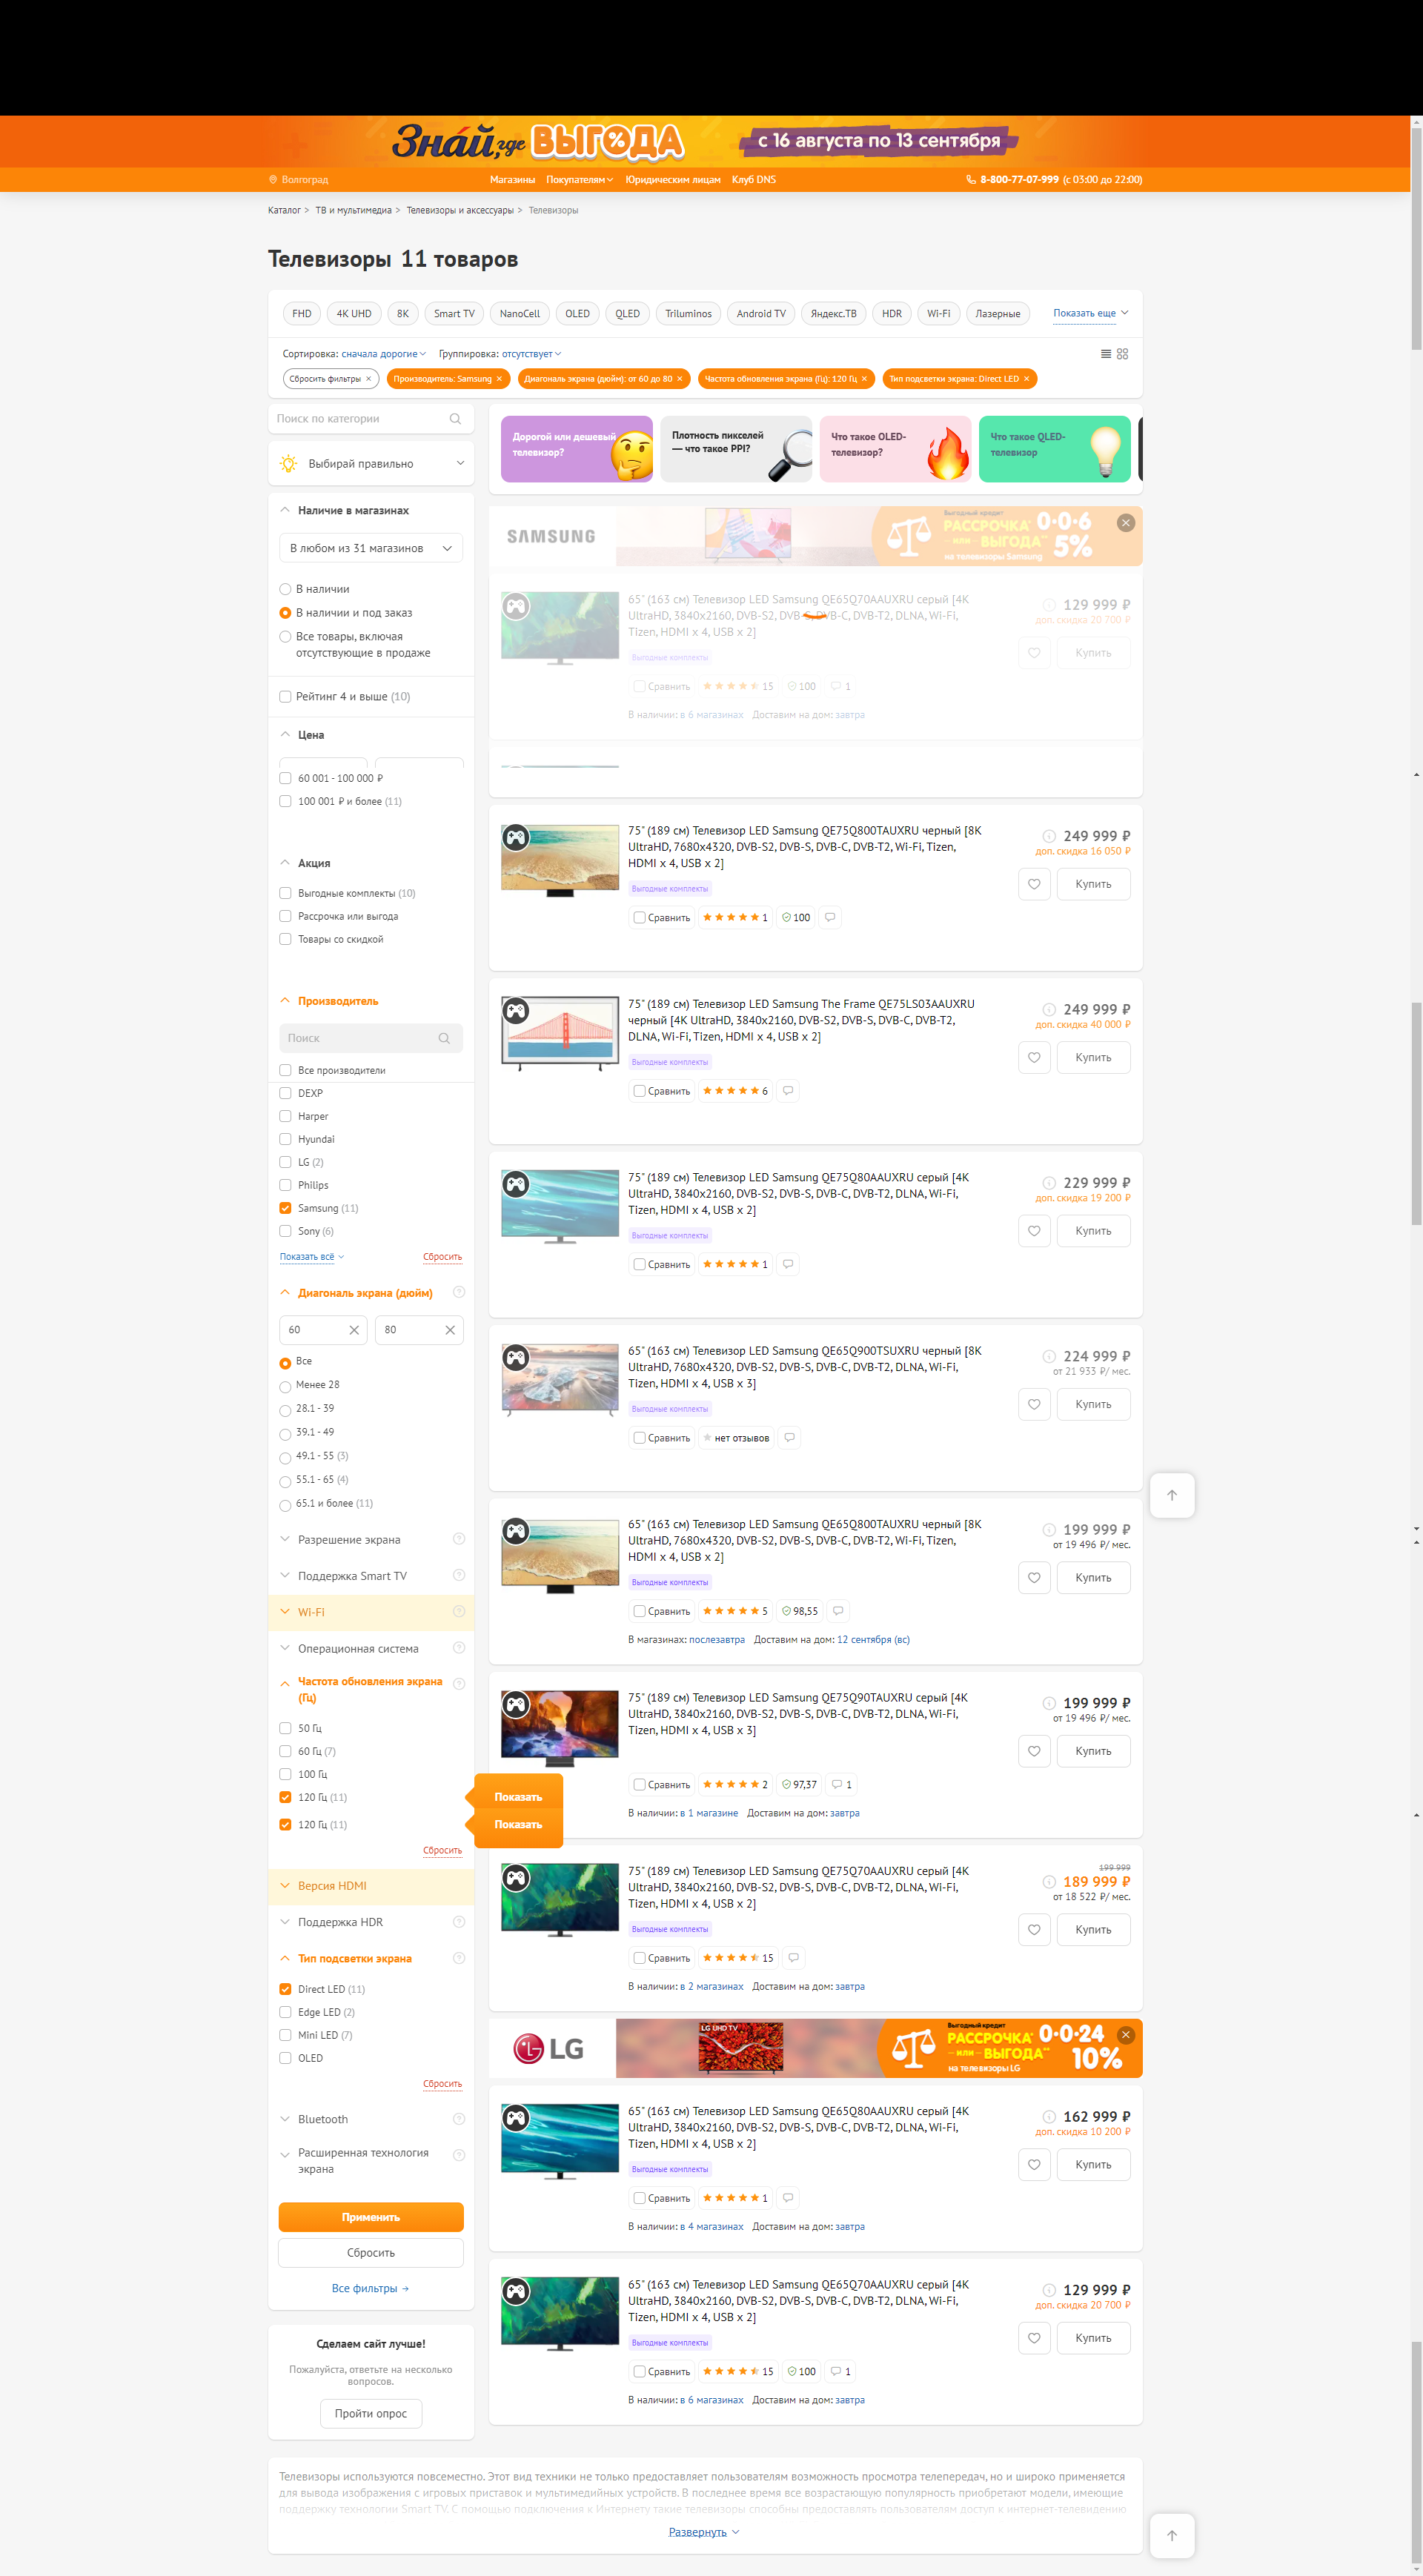 Знай, где ВЫГОДА с 16 августа по 13 сентября
Волгоград Магазины Покупателям Юридическим лицам Клуб DNS 8-800-77-07-999 (с 03:00 до 22:00)
Каталог > ТВ и мультимедиа > Телевизоры и аксессуары > Телевизоры
Телевизоры 11 товаров
FHD 4K UHD 8K Smart TV NanoCell OLED QLED Triluminos Android TV Яндекс.ТВ HDR Wi-Fi Лазерные Показать еще
Сортировка: сначала дорогие Группировка: отсутствует
Сбросить фильтры Производитель: Samsung Диагональ экрана (дюйм): от 60 до 80 Частота обновления экрана (Гц): 120 Гц Тип подсветки экрана: Direct LED
Поиск по категории
Выбирай правильно
Наличие в магазинах
В любом из 31 магазинов
В наличии
В наличии и под заказ
Все товары, включая
отсутствующие в продаже
Рейтинг 4 и выше (10)
Цена
60 001 - 100 000 ₽
100 001 ₽ и более (11)
Акция
Выгодные комплекты (10)
Рассрочка или выгода
Товары со скидкой
Производитель
Поиск
Все производители
DEXP
Harper
Hyundai
LG (2)
Philips
Samsung (11)
Sony (6)
Показать всё Сбросить
Диагональ экрана (дюйм)
60 80
Все
Менее 28
28.1 - 39
39.1 - 49
49.1 - 55 (3)
55.1 - 65 (4)
65.1 и более (11)
Разрешение экрана
Поддержка Smart TV
Wi-Fi
Операционная система
Частота обновления экрана
(Гц)
50 Гц
60 Гц (7)
100 Гц
120 Гц (11)
Показать
120 Гц (11)
Показать
Сбросить
Версия HDMI
Поддержка HDR
Тип подсветки экрана
Direct LED (11)
Edge LED (2)
Mini LED (7)
OLED
Сбросить
Bluetooth
Расширенная технология
экрана
Применить
Сбросить
Все фильтры
Сделаем сайт лучше!
Пожалуйста, ответьте на несколько
вопросов.
Пройти опрос
Дорогой или дешевый
телевизор?
Плотность пикселей
— что такое PPI?
Что такое OLED-
телевизор?
Что такое QLED-
телевизор
SAMSUNG
Выгодный кредит
РАССРОЧКА* 0-0-6
—или— ВЫГОДА** 5%
на телевизоры Samsung
65" (163 см) Телевизор LED Samsung QE65Q70AAUXRU серый [4K
UltraHD, 3840x2160, DVB-S2, DVB-S, DVB-C, DVB-T2, DLNA, Wi-Fi,
Tizen, HDMI x 4, USB x 2]
129 999 ₽
доп. скидка 20 700 ₽
Купить
Выгодные комплекты
Сравнить 15 100 1
В наличии: в 6 магазинах Доставим на дом: завтра
75" (189 см) Телевизор LED Samsung QE75Q800TAUXRU черный [8K
UltraHD, 7680x4320, DVB-S2, DVB-S, DVB-C, DVB-T2, Wi-Fi, Tizen,
HDMI x 4, USB x 2]
249 999 ₽
доп. скидка 16 050 ₽
Купить
Выгодные комплекты
Сравнить 1 100
75" (189 см) Телевизор LED Samsung The Frame QE75LS03AAUXRU
черный [4K UltraHD, 3840x2160, DVB-S2, DVB-S, DVB-C, DVB-T2,
DLNA, Wi-Fi, Tizen, HDMI x 4, USB x 2]
249 999 ₽
доп. скидка 40 000 ₽
Купить
Выгодные комплекты
Сравнить 6
75" (189 см) Телевизор LED Samsung QE75Q80AAUXRU серый [4K
UltraHD, 3840x2160, DVB-S2, DVB-S, DVB-C, DVB-T2, DLNA, Wi-Fi,
Tizen, HDMI x 4, USB x 2]
229 999 ₽
доп. скидка 19 200 ₽
Купить
Выгодные комплекты
Сравнить 1
65" (163 см) Телевизор LED Samsung QE65Q900TSUXRU черный [8K
UltraHD, 7680x4320, DVB-S2, DVB-S, DVB-C, DVB-T2, DLNA, Wi-Fi,
Tizen, HDMI x 4, USB x 3]
224 999 ₽
от 21 933 ₽/ мес.
Купить
Выгодные комплекты
Сравнить нет отзывов
65" (163 см) Телевизор LED Samsung QE65Q800TAUXRU черный [8K
UltraHD, 7680x4320, DVB-S2, DVB-S, DVB-C, DVB-T2, Wi-Fi, Tizen,
HDMI x 4, USB x 2]
199 999 ₽
от 19 496 ₽/ мес.
Купить
Выгодные комплекты
Сравнить 5 98,55
В магазинах: послезавтра Доставим на дом: 12 сентября (вс)
75" (189 см) Телевизор LED Samsung QE75Q90TAUXRU серый [4K
UltraHD, 3840x2160, DVB-S2, DVB-S, DVB-C, DVB-T2, DLNA, Wi-Fi,
Tizen, HDMI x 4, USB x 3]
199 999 ₽
от 19 496 ₽/ мес.
Купить
Сравнить 2 97,37 1
В наличии: в 1 магазине Доставим на дом: завтра
75" (189 см) Телевизор LED Samsung QE75Q70AAUXRU серый [4K
UltraHD, 3840x2160, DVB-S2, DVB-S, DVB-C, DVB-T2, DLNA, Wi-Fi,
Tizen, HDMI x 4, USB x 2]
199 999
189 999 ₽
от 18 522 ₽/ мес.
Купить
Выгодные комплекты
Сравнить 15
В наличии: в 2 магазинах Доставим на дом: завтра
LG
LG UHD TV
Выгодный кредит
РАССРОЧКА* 0-0-24
—или— ВЫГОДА** 10%
на телевизоры LG
65" (163 см) Телевизор LED Samsung QE65Q80AAUXRU серый [4K
UltraHD, 3840x2160, DVB-S2, DVB-S, DVB-C, DVB-T2, DLNA, Wi-Fi,
Tizen, HDMI x 4, USB x 2]
162 999 ₽
доп. скидка 10 200 ₽
Купить
Выгодные комплекты
Сравнить 1
В наличии: в 4 магазинах Доставим на дом: завтра
65" (163 см) Телевизор LED Samsung QE65Q70AAUXRU серый [4K
UltraHD, 3840x2160, DVB-S2, DVB-S, DVB-C, DVB-T2, DLNA, Wi-Fi,
Tizen, HDMI x 4, USB x 2]
129 999 ₽
доп. скидка 20 700 ₽
Купить
Выгодные комплекты
Сравнить 15 100 1
В наличии: в 6 магазинах Доставим на дом: завтра
Телевизоры используются повсеместно. Этот вид техники не только предоставляет пользователям возможность просмотра телепередач, но и широко применяется
для вывода изображения с игровых приставок и мультимедийных устройств. В последнее время все возрастающую популярность приобретают модели, имеющие
поддержку технологии Smart TV. С помощью подключения к Интернету такие телевизоры способны предоставлять пользователям доступ к интернет-телевидению
Развернуть